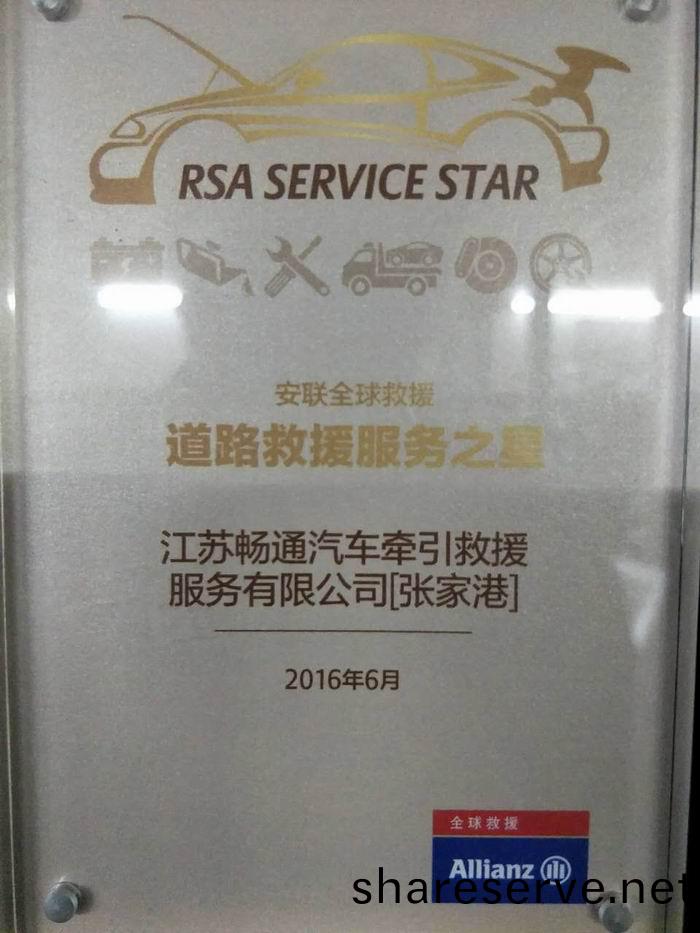 RSA SERVICE STAR
安联全球救援
道路救援服务之星
江苏畅通汽车牵引救援
服务有限公司[张家港]
2016年6月
全球救援
Allianz
shareserve.net